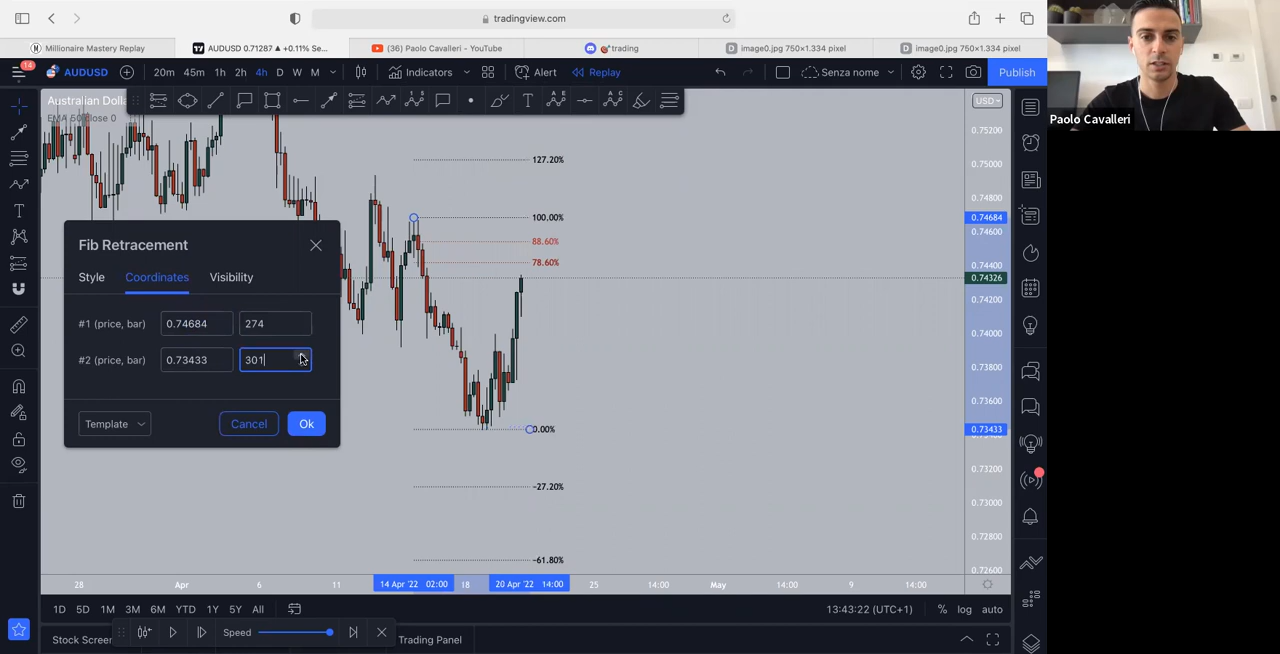 tradingview.com
Millionaire Mastery Replay
AUDUSD 0.71287 ▲ +0.11% Se...
(36) Paolo Cavalleri - YouTube
trading
image0.jpg 750×1.334 pixel
image0.jpg 750×1.334 pixel
14
AUDUSD
20m 45m 1h 2h 4h D W M
Indicators
Alert
Replay
Senza nome
Publish
Paolo Cavalleri
Australian Dolla
EMA 50 close 0
USD
0.75200
0.75000
0.74800
0.74684
0.74600
0.74400
0.74326
0.74200
0.74000
0.73800
0.73600
0.73433
0.73200
0.73000
0.72800
0.72600
127.20%
100.00%
88.60%
78.60%
0.00%
-27.20%
-61.80%
Fib Retracement
Style Coordinates Visibility
#1 (price, bar) 0.74684 274
#2 (price, bar) 0.73433 301
Template Cancel Ok
28 Apr 6 11 14 Apr '22 02:00 18 20 Apr '22 14:00 25 14:00 May 14:00 9 14:00
1D 5D 1M 3M 6M YTD 1Y 5Y All
13:43:22 (UTC+1) % log auto
Speed
Stock Screen
Trading Panel